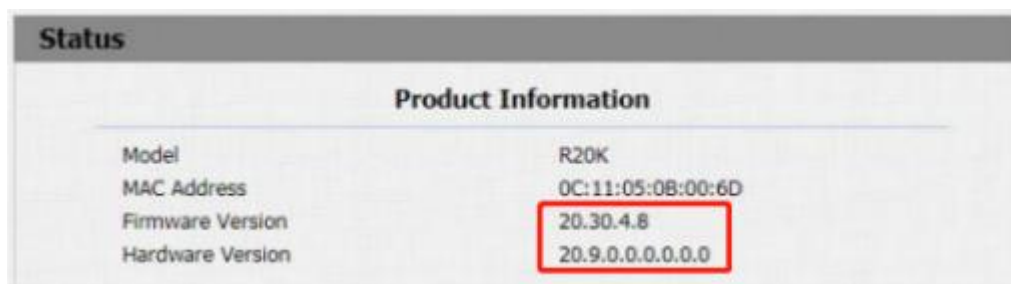 Status
Product Information
Model R20K
MAC Address 0C:11:05:0B:00:6D
Firmware Version 20.30.4.8
Hardware Version 20.9.0.0.0.0.0.0